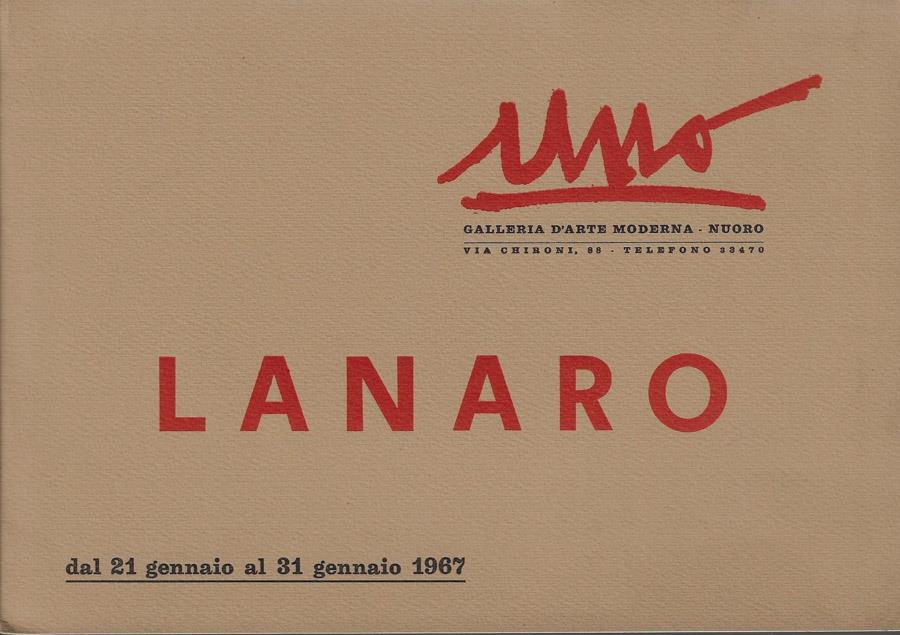 uno
GALLERIA D'ARTE MODERNA - NUORO
VIA CHIRONI, 88 - TELEFONO 33470
LANARO
dal 21 gennaio al 31 gennaio 1967